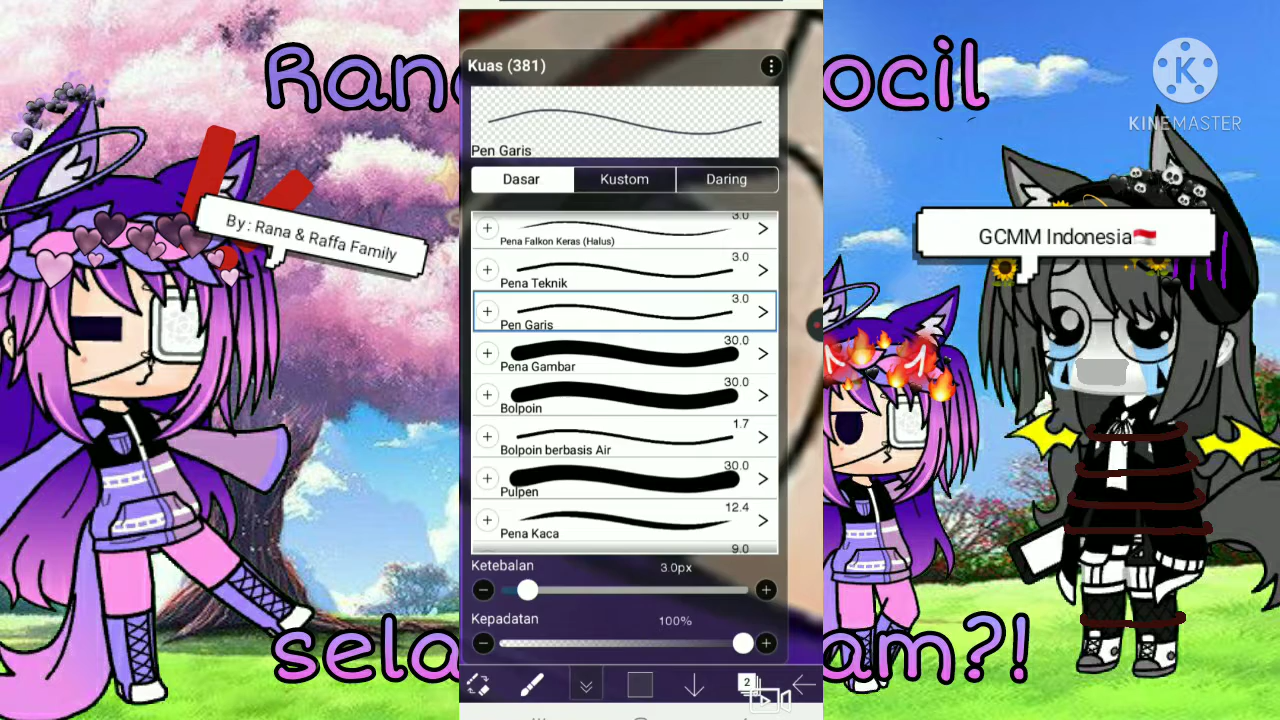 Rana
ocil
KINEMASTER
By: Rana & Raffa Family
GCMM Indonesia🇮🇩
Kuas (381)
Pen Garis
Dasar
Kustom
Daring
3.0
Pena Falkon Keras (Halus)
3.0
Pena Teknik
3.0
Pen Garis
30.0
Pena Gambar
30.0
Bolpoin
1.7
Bolpoin berbasis Air
30.0
Pulpen
12.4
Pena Kaca
9.0
Ketebalan
3.0px
Kepadatan
100%
2
sela
am?!